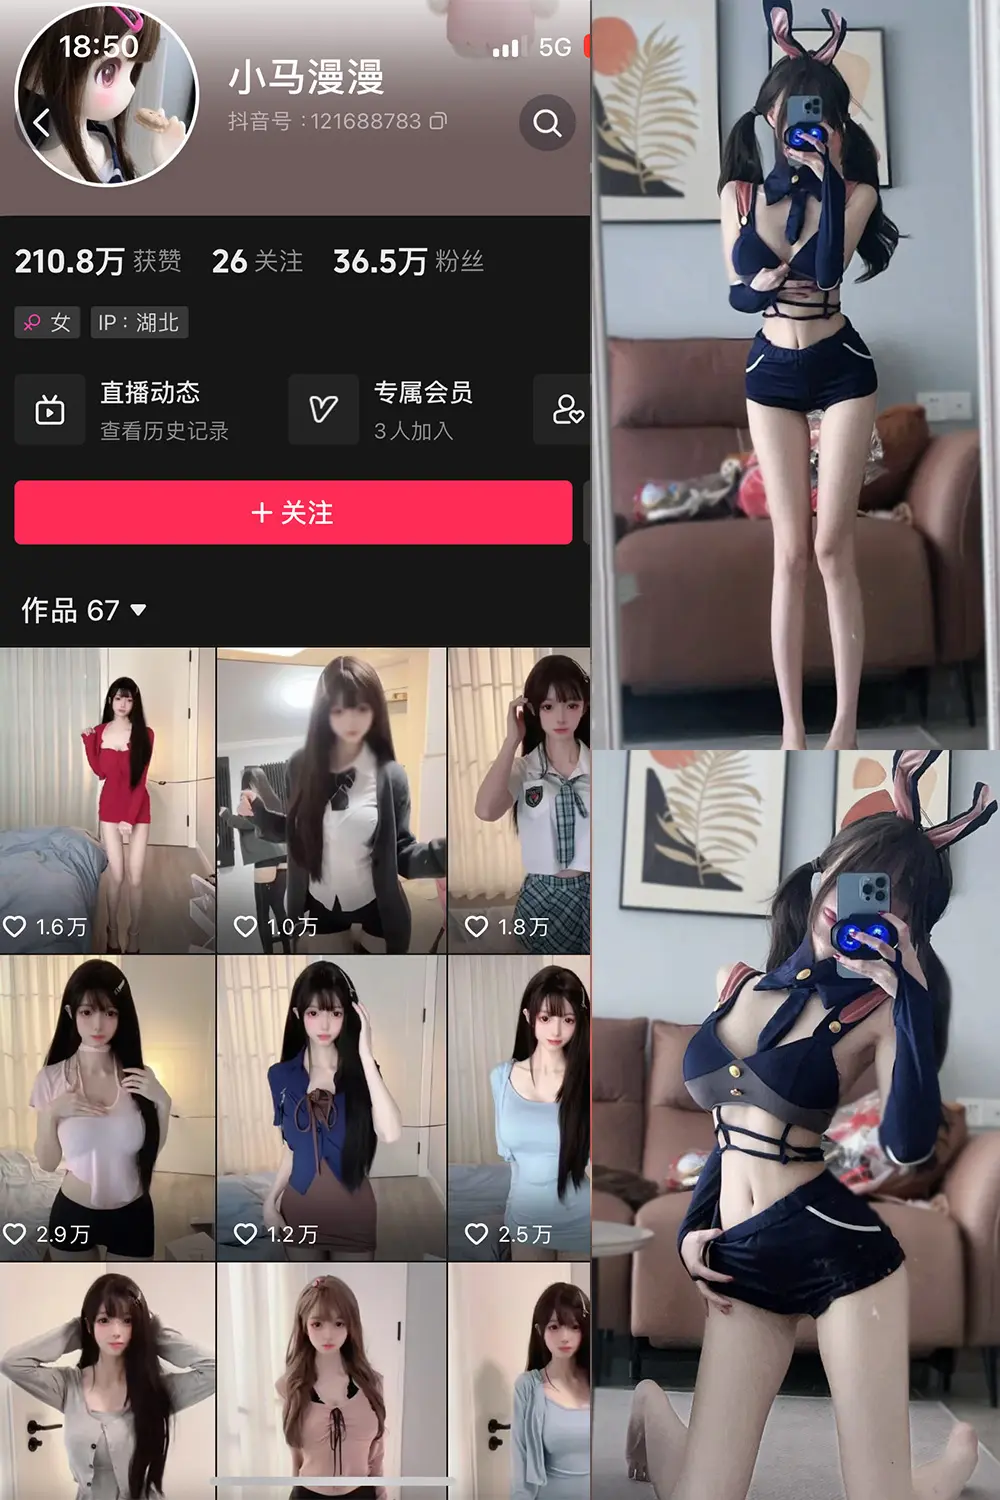 18:50
5G
小马漫漫
抖音号：121688783
210.8万 获赞 26 关注 36.5万 粉丝
女 IP：湖北
直播动态
查看历史记录
专属会员
3人加入
+ 关注
作品 67
1.6万
1.0万
1.8万
2.9万
1.2万
2.5万